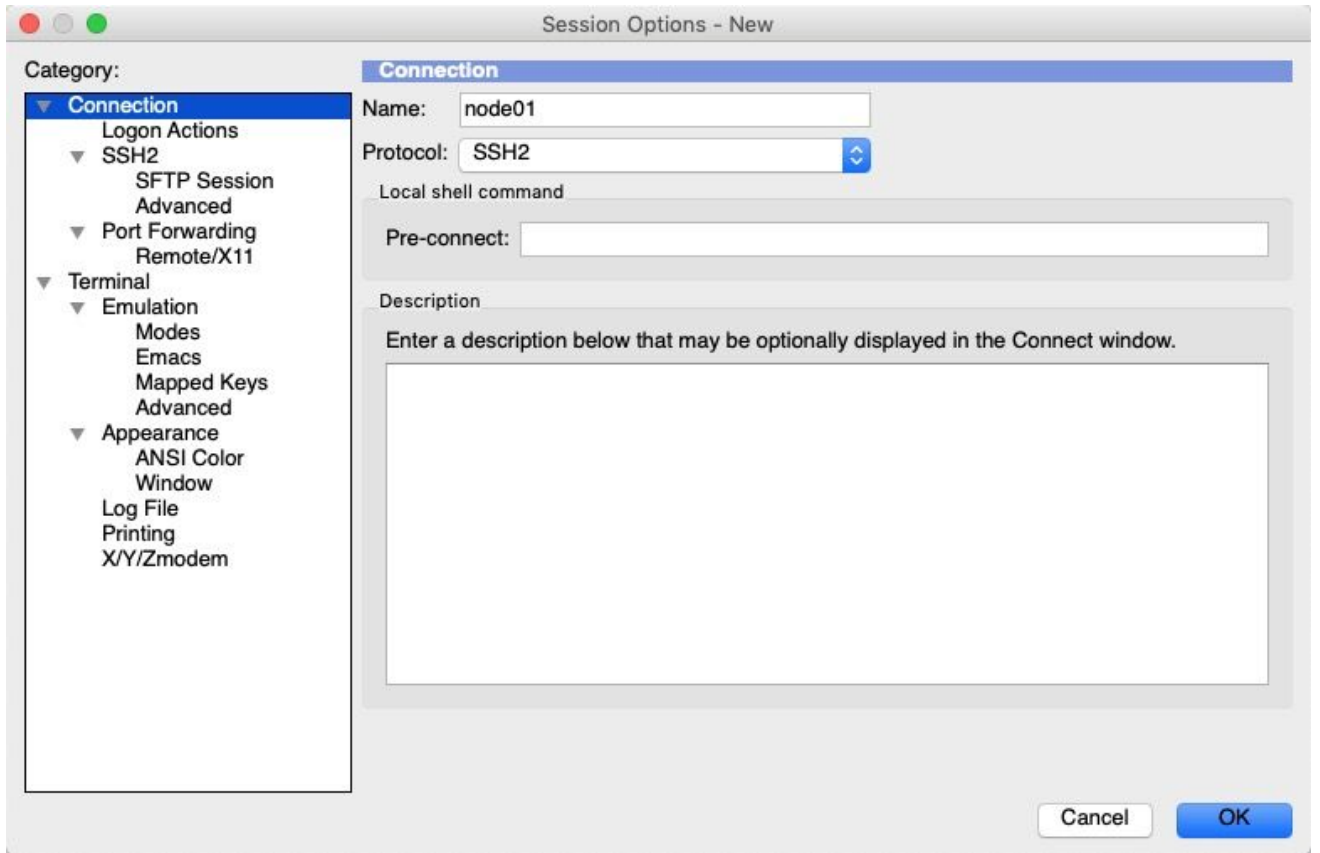 Session Options - New
Category:
Connection
Logon Actions
SSH2
SFTP Session
Advanced
Port Forwarding
Remote/X11
Terminal
Emulation
Modes
Emacs
Mapped Keys
Advanced
Appearance
ANSI Color
Window
Log File
Printing
X/Y/Zmodem
Connection
Name: node01
Protocol: SSH2
Local shell command
Pre-connect:
Description
Enter a description below that may be optionally displayed in the Connect window.
Cancel OK